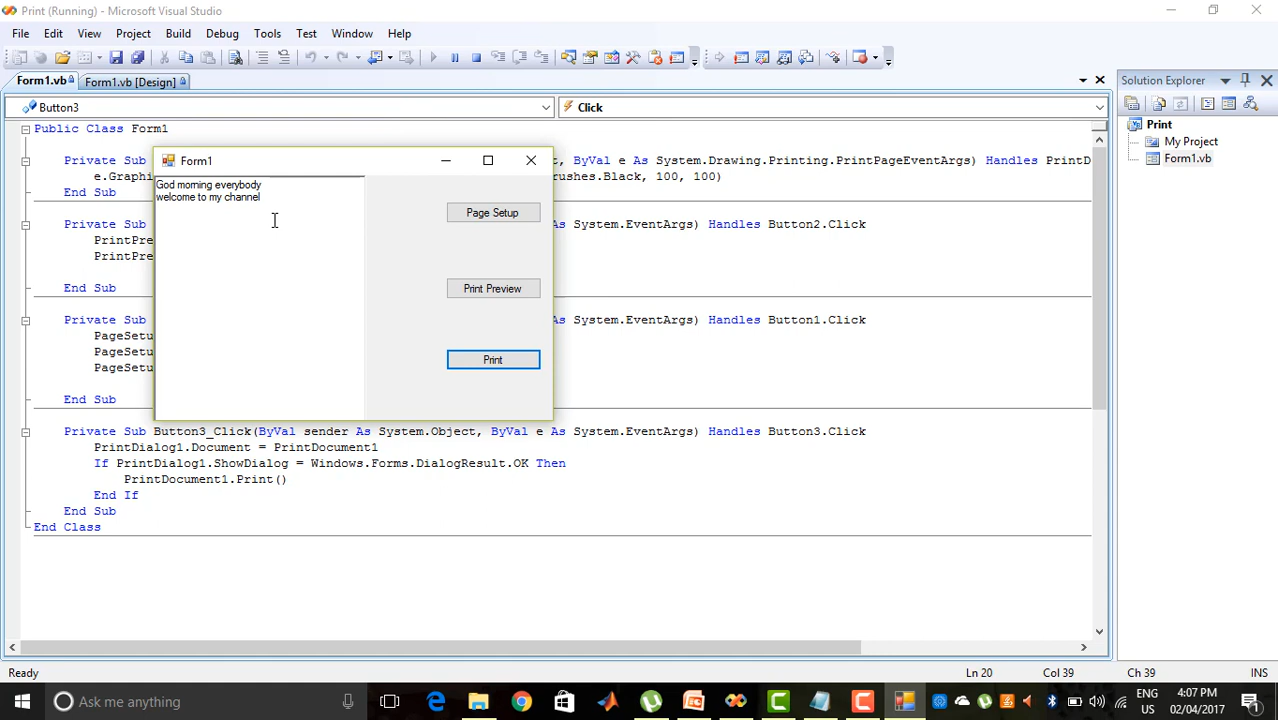 Print (Running) - Microsoft Visual Studio
File Edit View Project Build Debug Tools Test Window Help
Form1.vb Form1.vb [Design]
Solution Explorer
Button3 Click
Print
My Project
Form1.vb
Public Class Form1
Private Sub ByVal e As System.Drawing.Printing.PrintPageEventArgs) Handles PrintD
e.Graphi rushes.Black, 100, 100)
End Sub
Private Sub As System.EventArgs) Handles Button2.Click
PrintPre
PrintPre
End Sub
Private Sub As System.EventArgs) Handles Button1.Click
PageSetu
PageSetu
PageSetu
End Sub
Private Sub Button3_Click(ByVal sender As System.Object, ByVal e As System.EventArgs) Handles Button3.Click
PrintDialog1.Document = PrintDocument1
If PrintDialog1.ShowDialog = Windows.Forms.DialogResult.OK Then
PrintDocument1.Print()
End If
End Sub
End Class
Form1
God morning everybody
welcome to my channel
Page Setup
Print Preview
Print
Ready Ln 20 Col 39 Ch 39 INS
Ask me anything
ENG
US
4:07 PM
02/04/2017